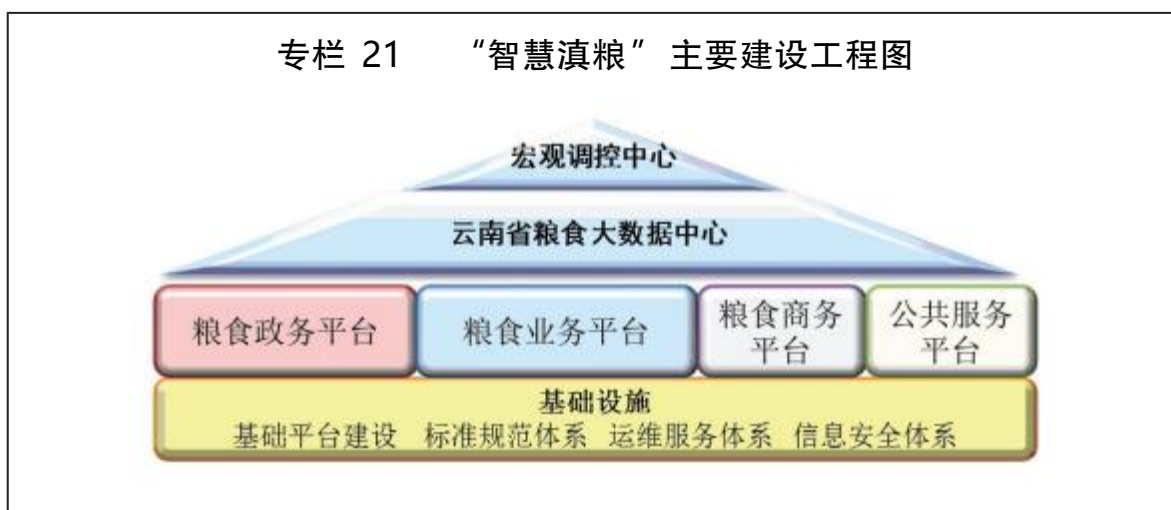 专栏 21 “智慧滇粮”主要建设工程图
宏观调控中心
云南省粮食大数据中心
粮食政务平台
粮食业务平台
粮食商务
平台
公共服务
平台
基础设施
基础平台建设 标准规范体系 运维服务体系 信息安全体系